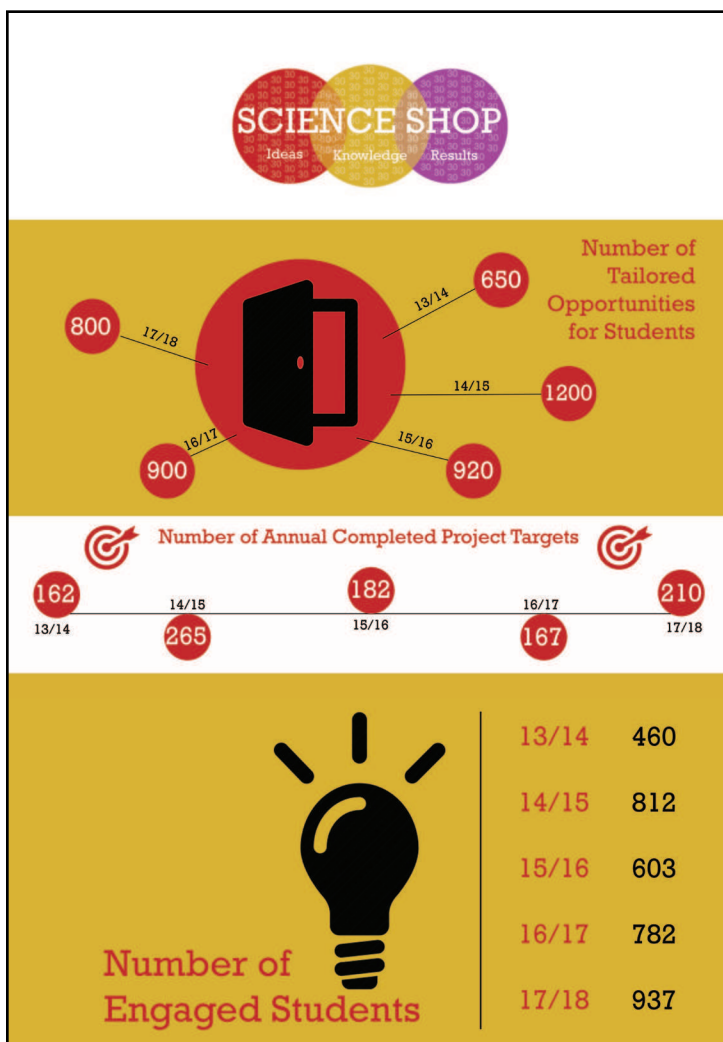 SCIENCE SHOP
Ideas Knowledge Results
Number of
Tailored
Opportunities
for Students
13/14 650
14/15 1200
15/16 920
16/17 900
17/18 800
Number of Annual Completed Project Targets
162 182 210
14/15 16/17
13/14 15/16 17/18
265 167
Number of
Engaged Students
13/14 460
14/15 812
15/16 603
16/17 782
17/18 937